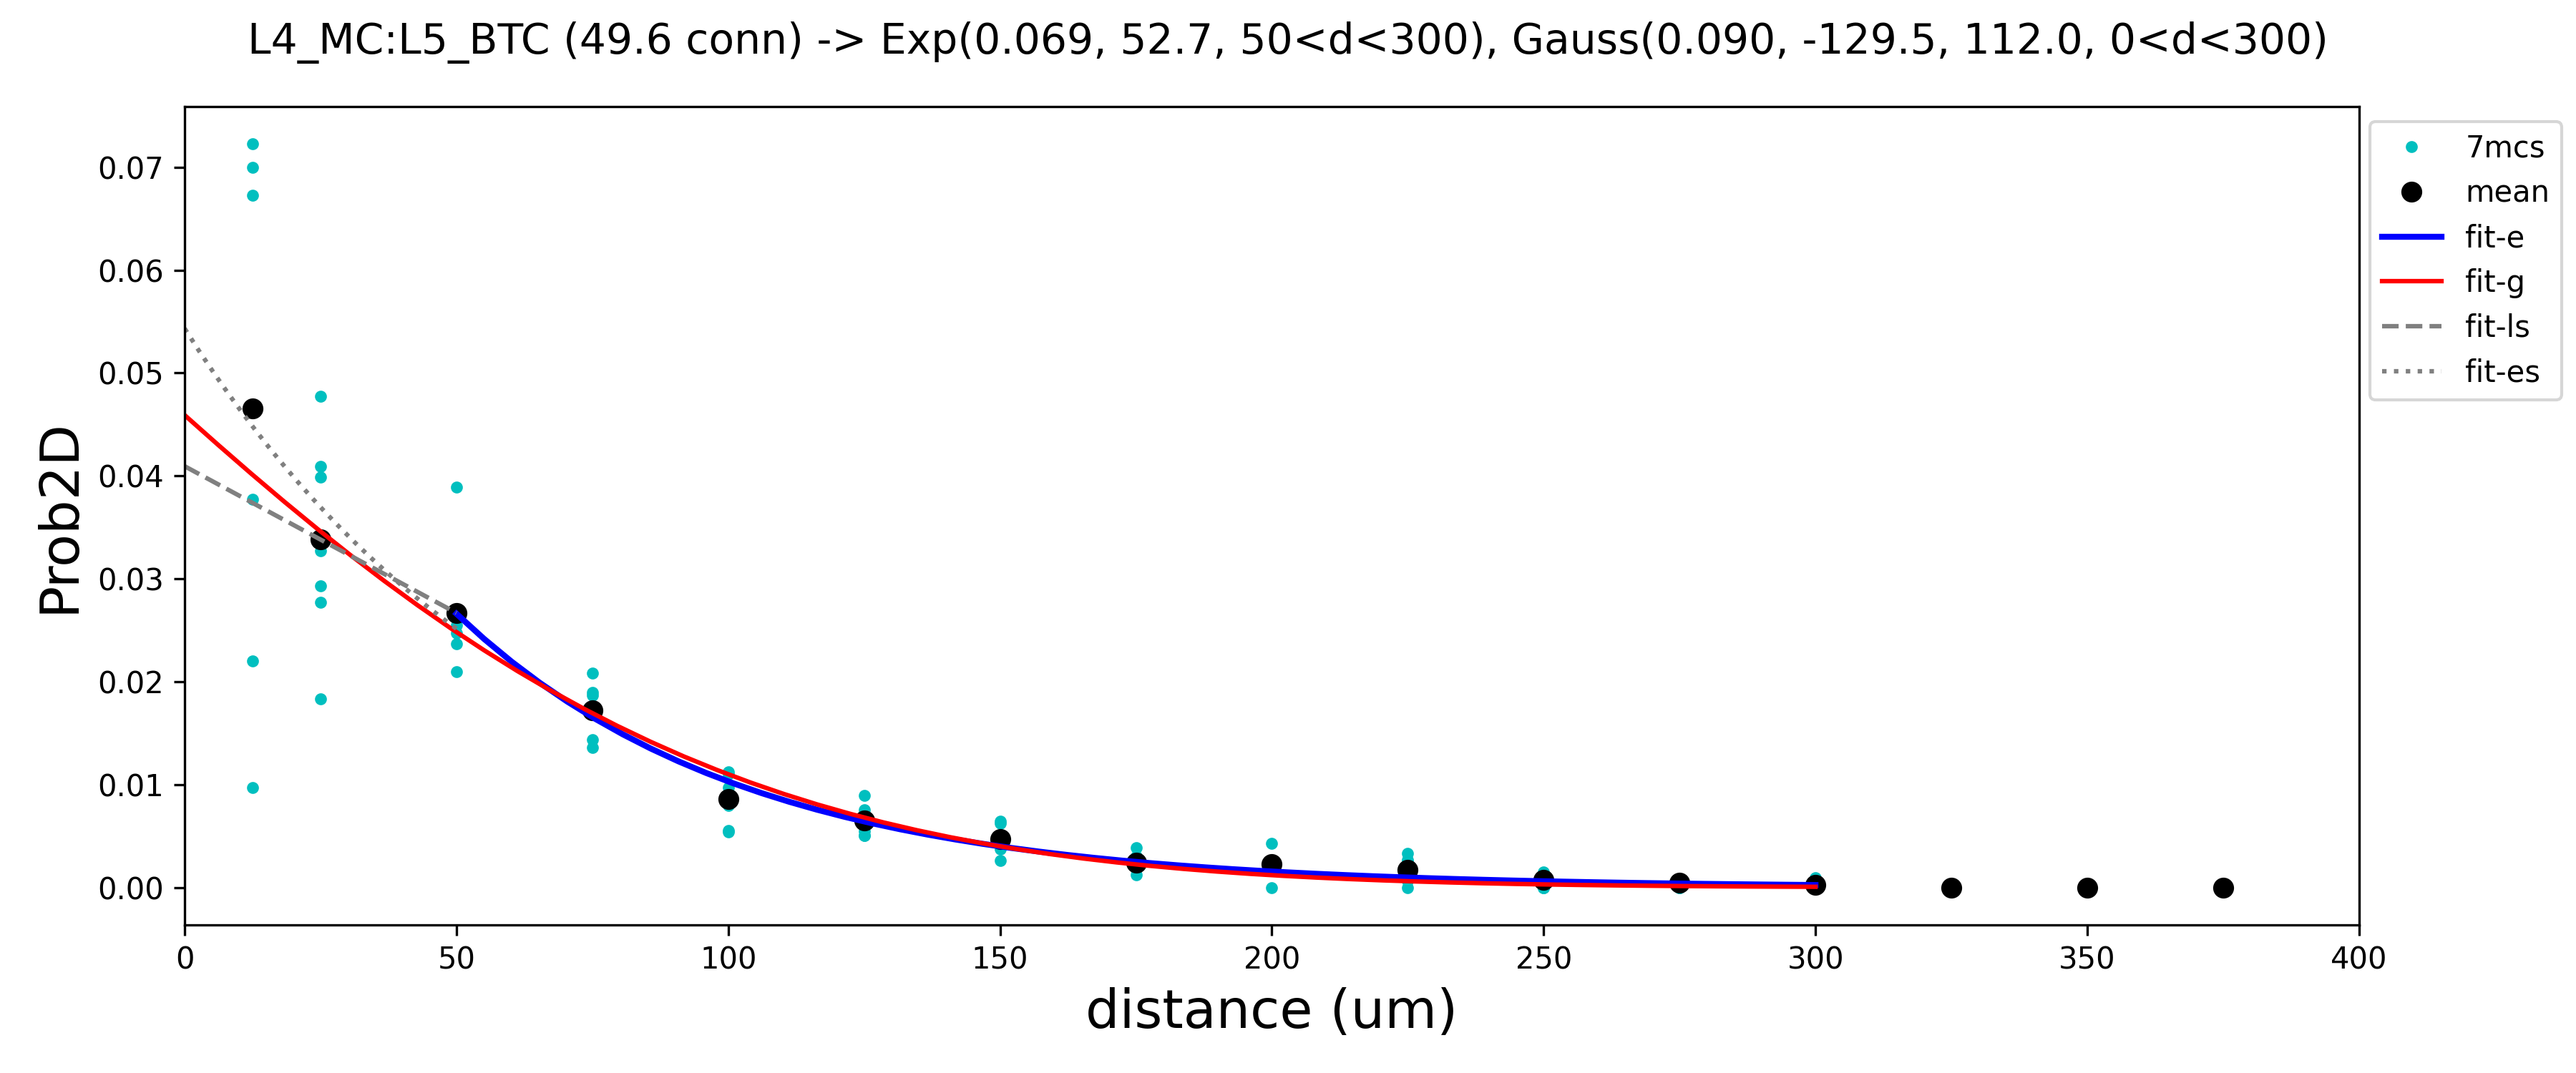 L4_MC:L5_BTC (49.6 conn) -> Exp(0.069, 52.7, 50<d<300), Gauss(0.090, -129.5, 112.0, 0<d<300)
Prob2D
0.07
0.06
0.05
0.04
0.03
0.02
0.01
0.00
0 50 100 150 200 250 300 350 400
distance (um)
7mcs
mean
fit-e
fit-g
fit-ls
fit-es